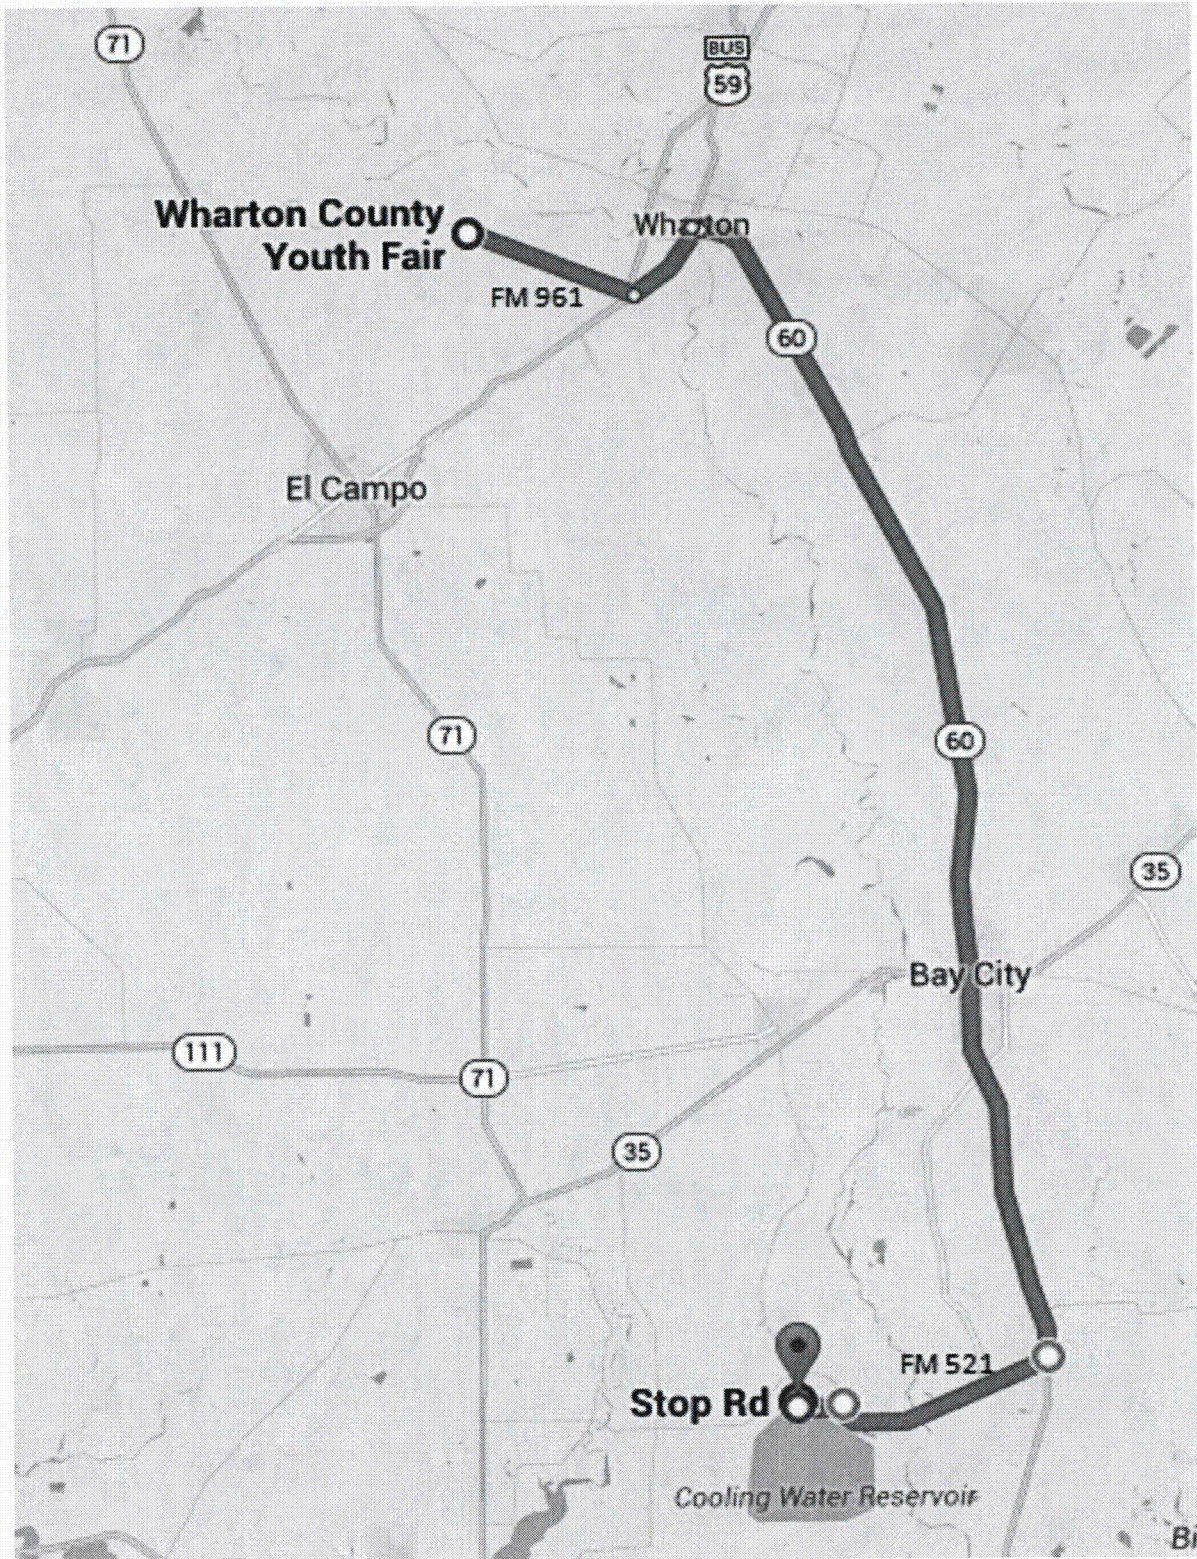 71
BUS
59
Wharton County
Youth Fair
Wharton
FM 961
60
El Campo
71
60
35
Bay City
111
71
35
FM 521
Stop Rd
Cooling Water Reservoir